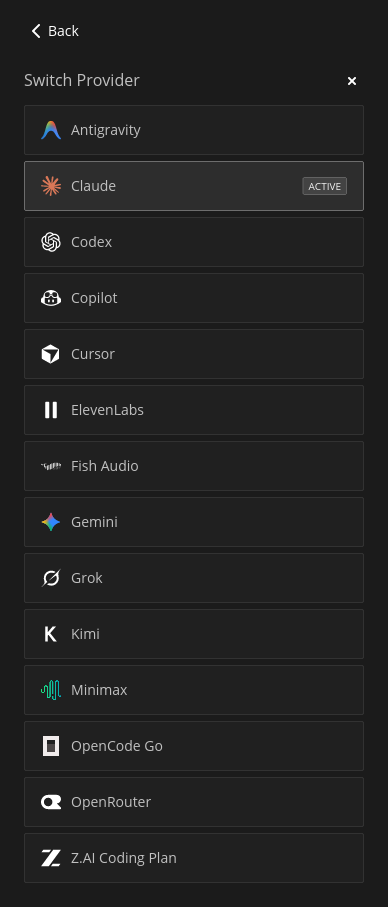 Back
Switch Provider
Antigravity
Claude
ACTIVE
Codex
Copilot
Cursor
ElevenLabs
Fish Audio
Gemini
Grok
Kimi
Minimax
OpenCode Go
OpenRouter
Z.AI Coding Plan